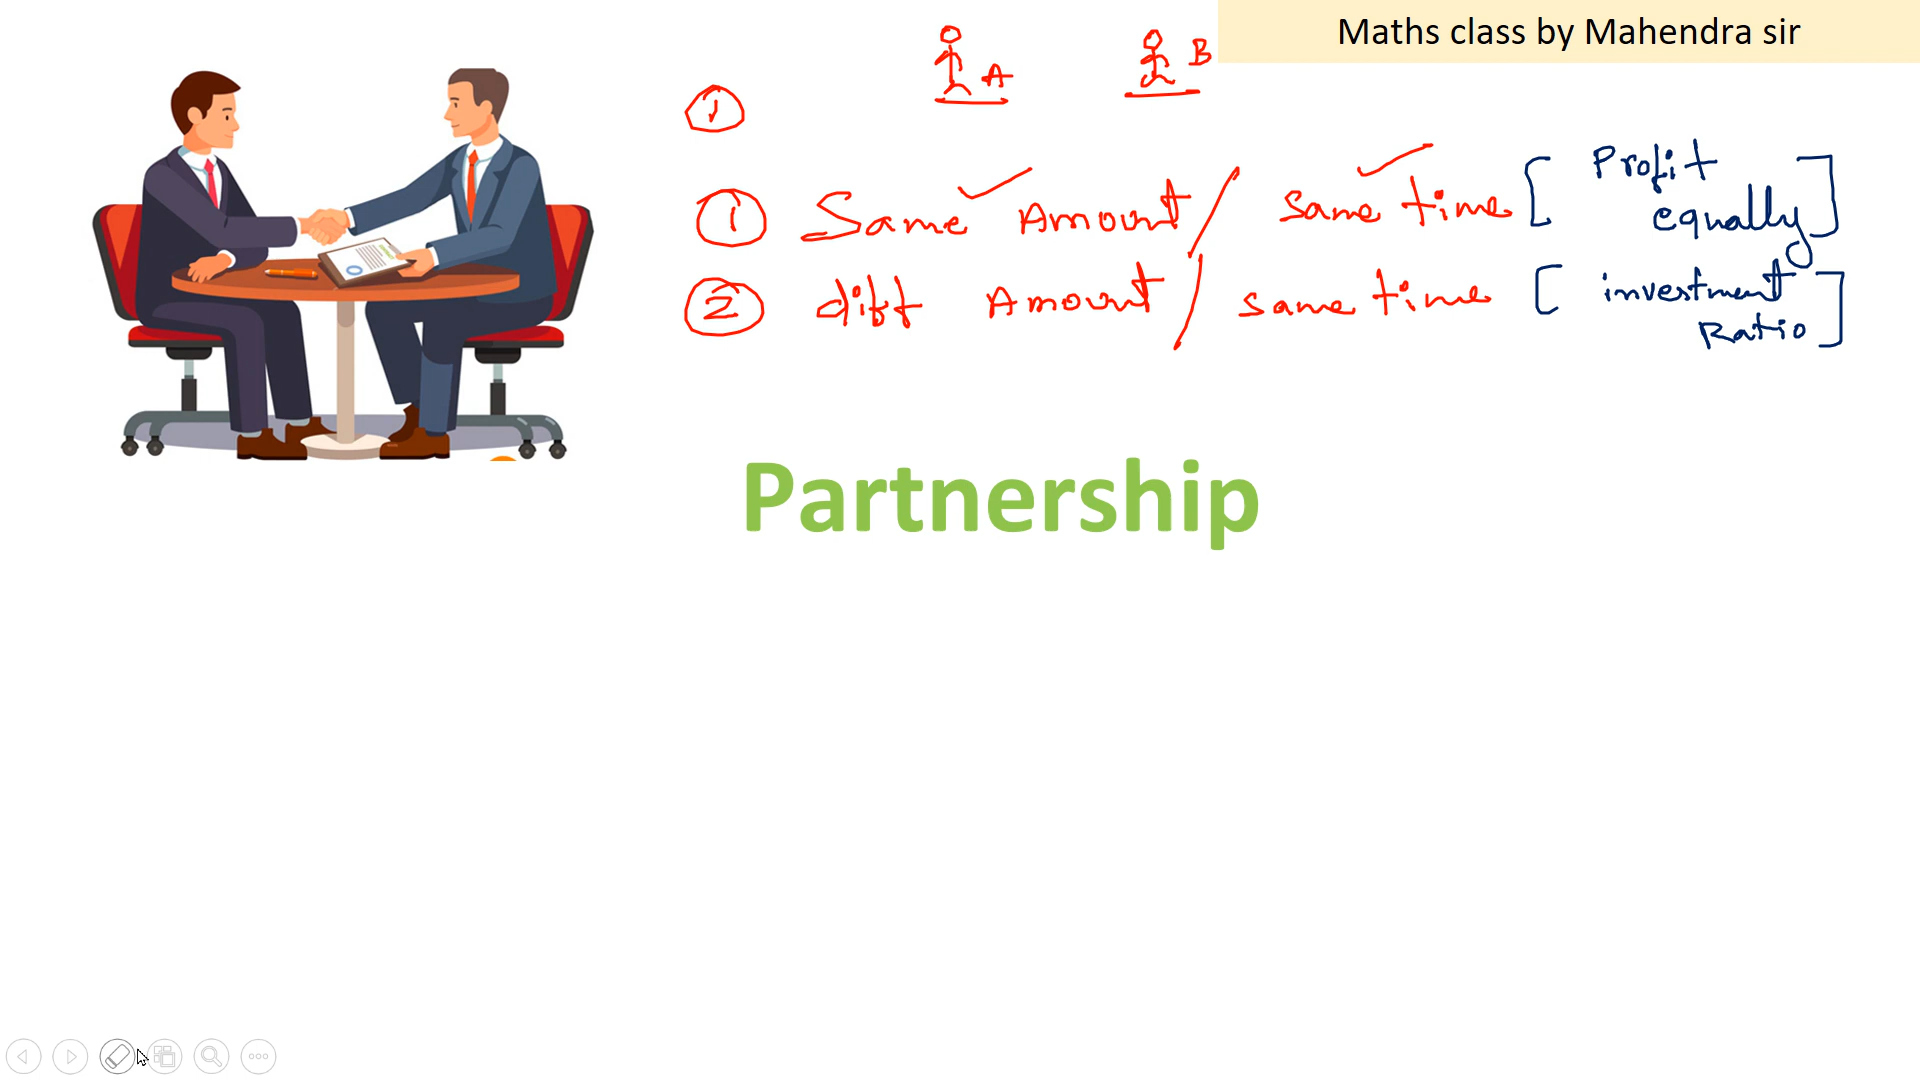 Maths class by Mahendra sir
A B
1
1 Same Amount / same time [ Profit equally ]
2 diff Amount / same time [ investment Ratio ]
Partnership